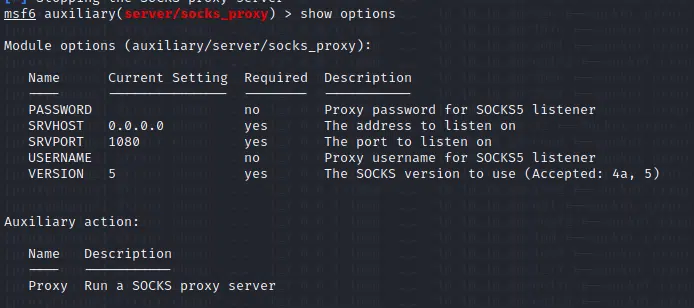 [*] Stopping the SOCKS proxy server
msf6 auxiliary(server/socks_proxy) > show options
Module options (auxiliary/server/socks_proxy):
Name Current Setting Required Description
PASSWORD no Proxy password for SOCKS5 listener
SRVHOST 0.0.0.0 yes The address to listen on
SRVPORT 1080 yes The port to listen on
USERNAME no Proxy username for SOCKS5 listener
VERSION 5 yes The SOCKS version to use (Accepted: 4a, 5)
Auxiliary action:
Name Description
Proxy Run a SOCKS proxy server